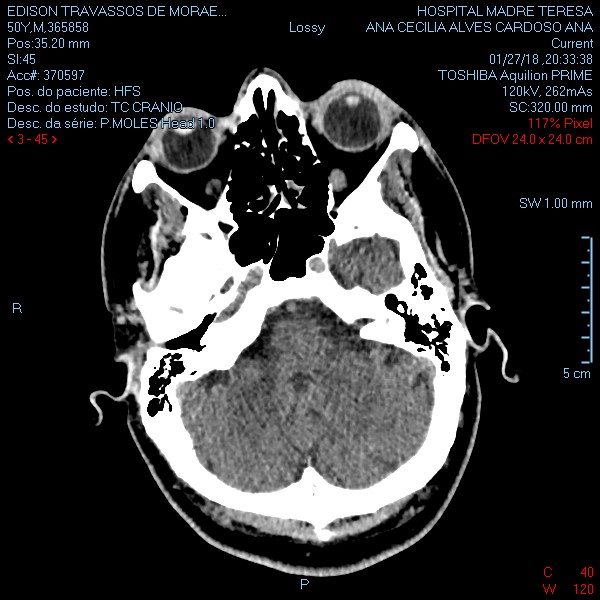 EDISON TRAVASSOS DE MORAE...
50Y,M,365858
Pos:35.20 mm
SI:45
Acc#: 370597
Pos. do paciente: HFS
Desc. do estudo: TC CRANIO
Desc. da série: P.MOLES Head 1.0
< 3 - 45 >
Lossy
HOSPITAL MADRE TERESA
ANA CECILIA ALVES CARDOSO ANA
Current
01/27/18 ,20:33:38
TOSHIBA Aquilion PRIME
120kV, 262mAs
SC:320.00 mm
117% Pixel
DFOV 24.0 x 24.0 cm
SW 1.00 mm
R
5 cm
P
C 40
W 120